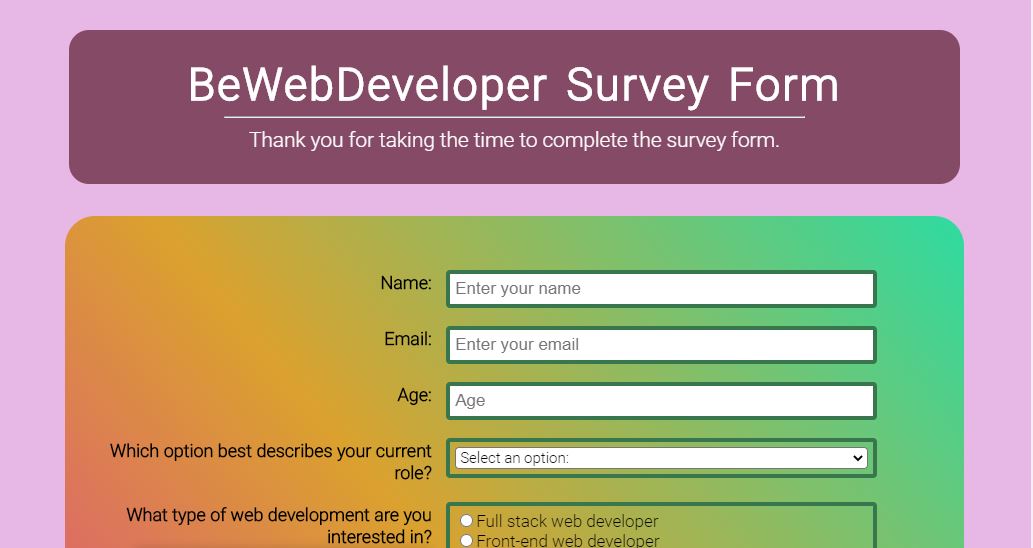 BeWebDeveloper Survey Form
Thank you for taking the time to complete the survey form.
Name:
Enter your name
Email:
Enter your email
Age:
Age
Which option best describes your current
role?
Select an option:
What type of web development are you
interested in?
Full stack web developer
Front-end web developer